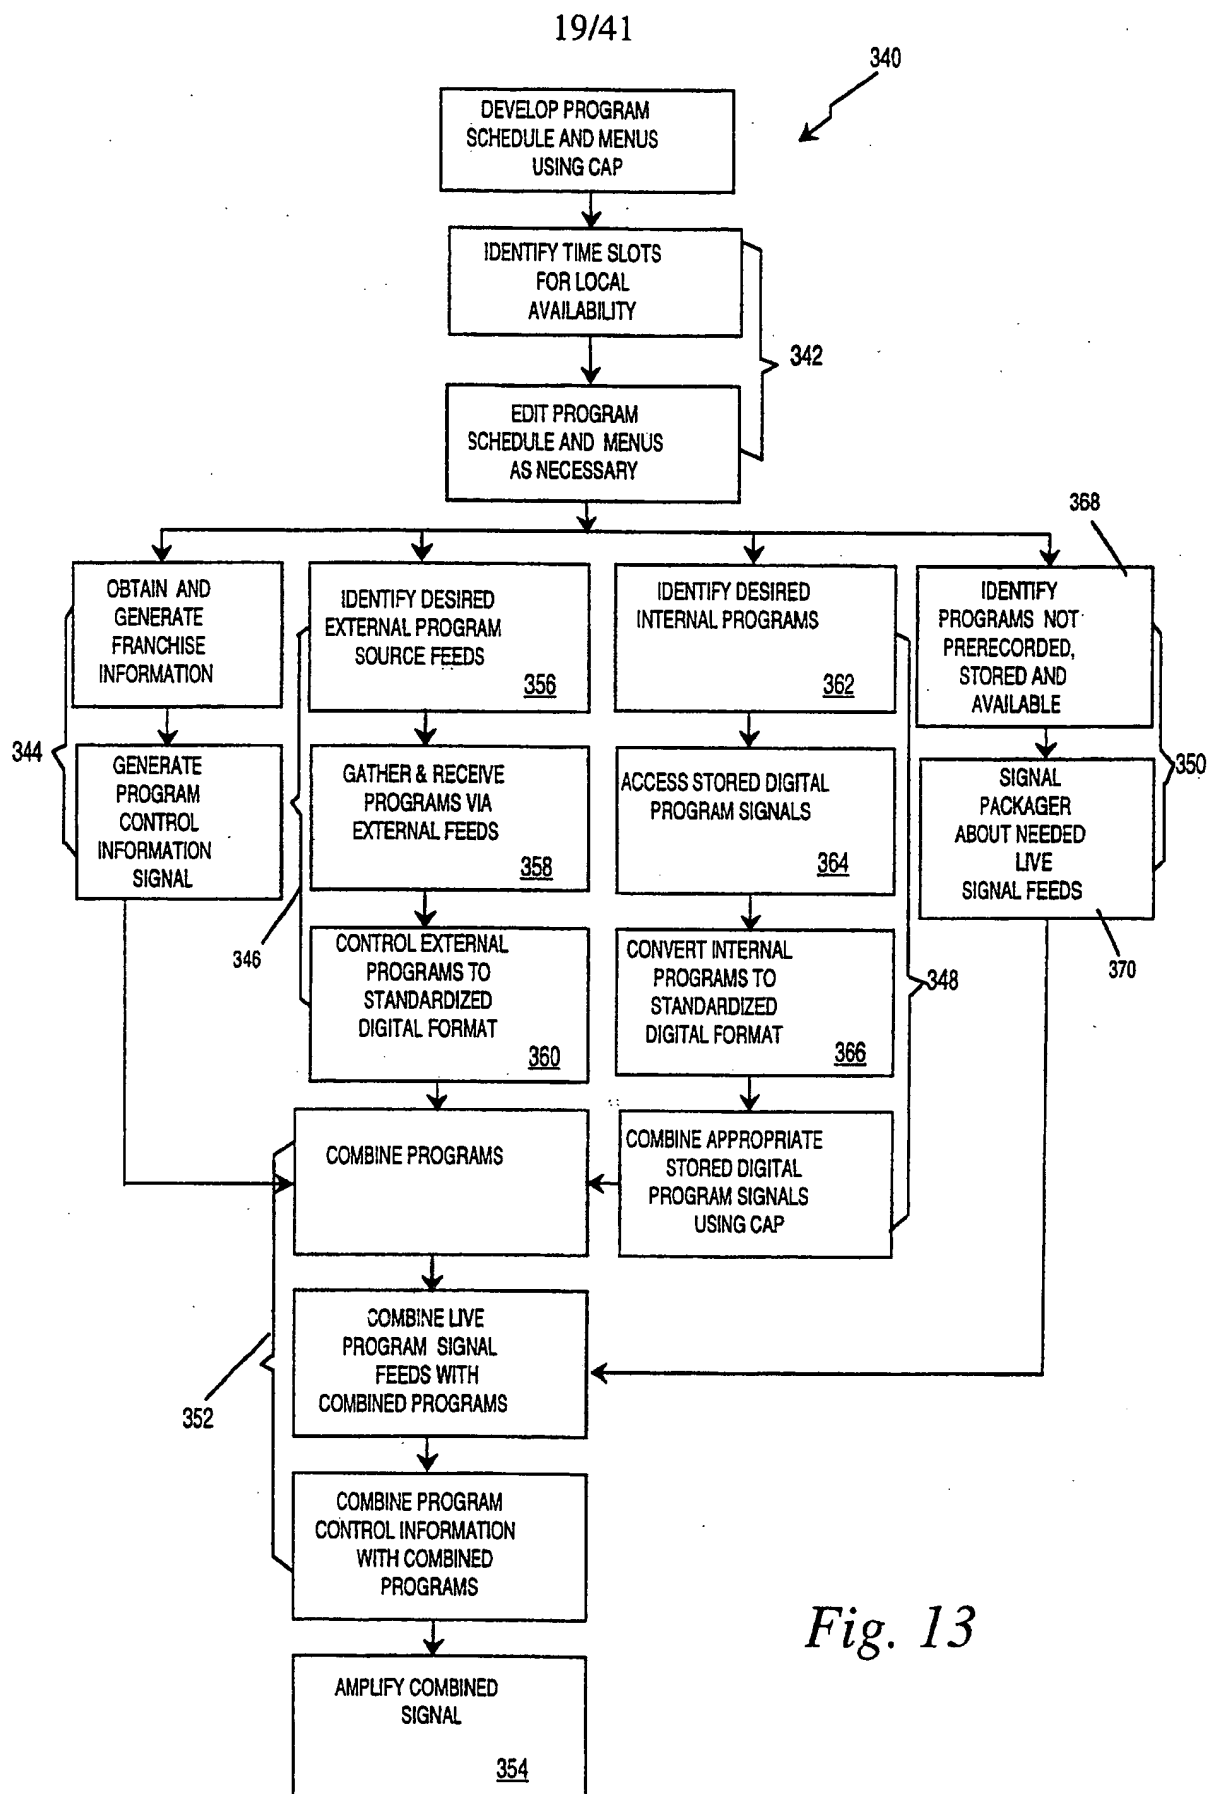 19/41
340
DEVELOP PROGRAM
SCHEDULE AND MENUS
USING CAP
IDENTIFY TIME SLOTS
FOR LOCAL
AVAILABILITY
342
EDIT PROGRAM
SCHEDULE AND MENUS
AS NECESSARY
368
OBTAIN AND
GENERATE
FRANCHISE
INFORMATION
IDENTIFY DESIRED
EXTERNAL PROGRAM
SOURCE FEEDS
356
IDENTIFY DESIRED
INTERNAL PROGRAMS
362
IDENTIFY
PROGRAMS NOT
PRERECORDED,
STORED AND
AVAILABLE
344
GENERATE
PROGRAM
CONTROL
INFORMATION
SIGNAL
GATHER & RECEIVE
PROGRAMS VIA
EXTERNAL FEEDS
358
ACCESS STORED DIGITAL
PROGRAM SIGNALS
364
SIGNAL
PACKAGER
ABOUT NEEDED
LIVE
SIGNAL FEEDS
350
346
CONTROL EXTERNAL
PROGRAMS TO
STANDARDIZED
DIGITAL FORMAT
360
CONVERT INTERNAL
PROGRAMS TO
STANDARDIZED
DIGITAL FORMAT
366
348
370
COMBINE PROGRAMS
COMBINE APPROPRIATE
STORED DIGITAL
PROGRAM SIGNALS
USING CAP
COMBINE LIVE
PROGRAM SIGNAL
FEEDS WITH
COMBINED PROGRAMS
352
COMBINE PROGRAM
CONTROL INFORMATION
WITH COMBINED
PROGRAMS
Fig. 13
AMPLIFY COMBINED
SIGNAL
354